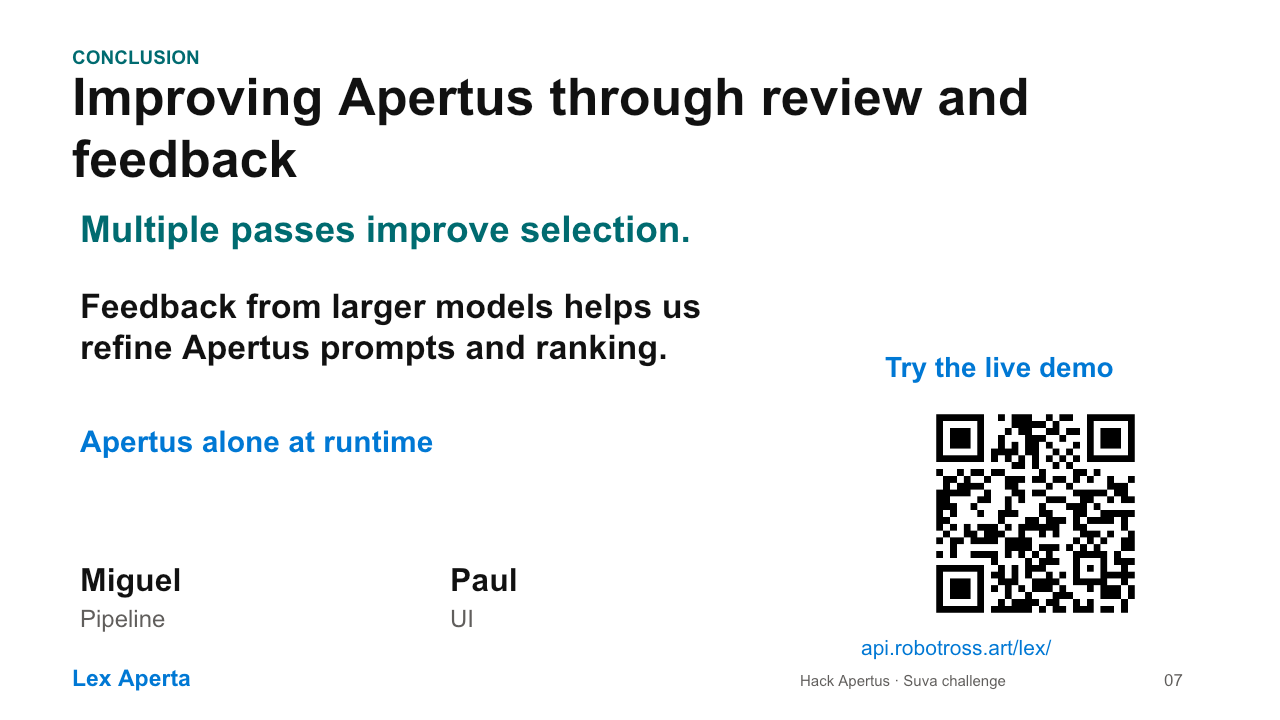 CONCLUSION
Improving Apertus through review and
feedback
Multiple passes improve selection.
Feedback from larger models helps us
refine Apertus prompts and ranking.
Apertus alone at runtime
Try the live demo
Miguel
Pipeline
Paul
UI
api.robotross.art/lex/
Lex Aperta
Hack Apertus · Suva challenge
07